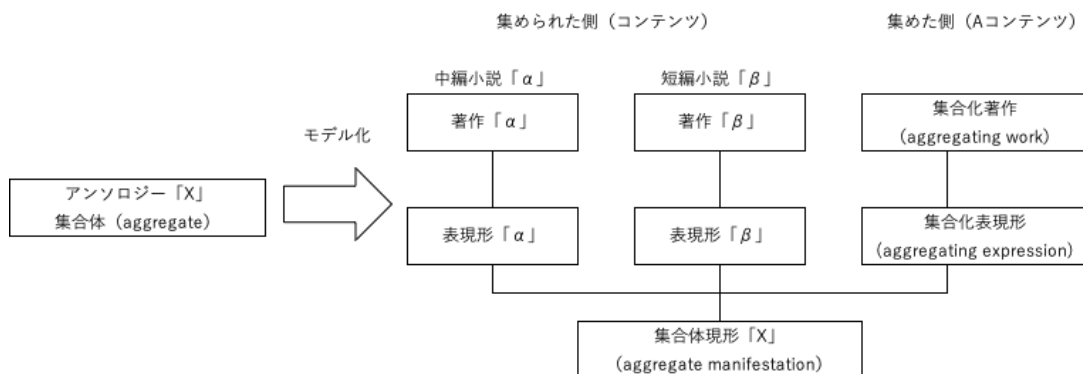 集められた側（コンテンツ）
集めた側（Aコンテンツ）
中編小説「α」
短編小説「β」
著作「α」
著作「β」
集合化著作
(aggregating work)
モデル化
アンソロジー「X」
集合体（aggregate）
表現形「α」
表現形「β」
集合化表現形
(aggregating expression)
集合体現形「X」
(aggregate manifestation)